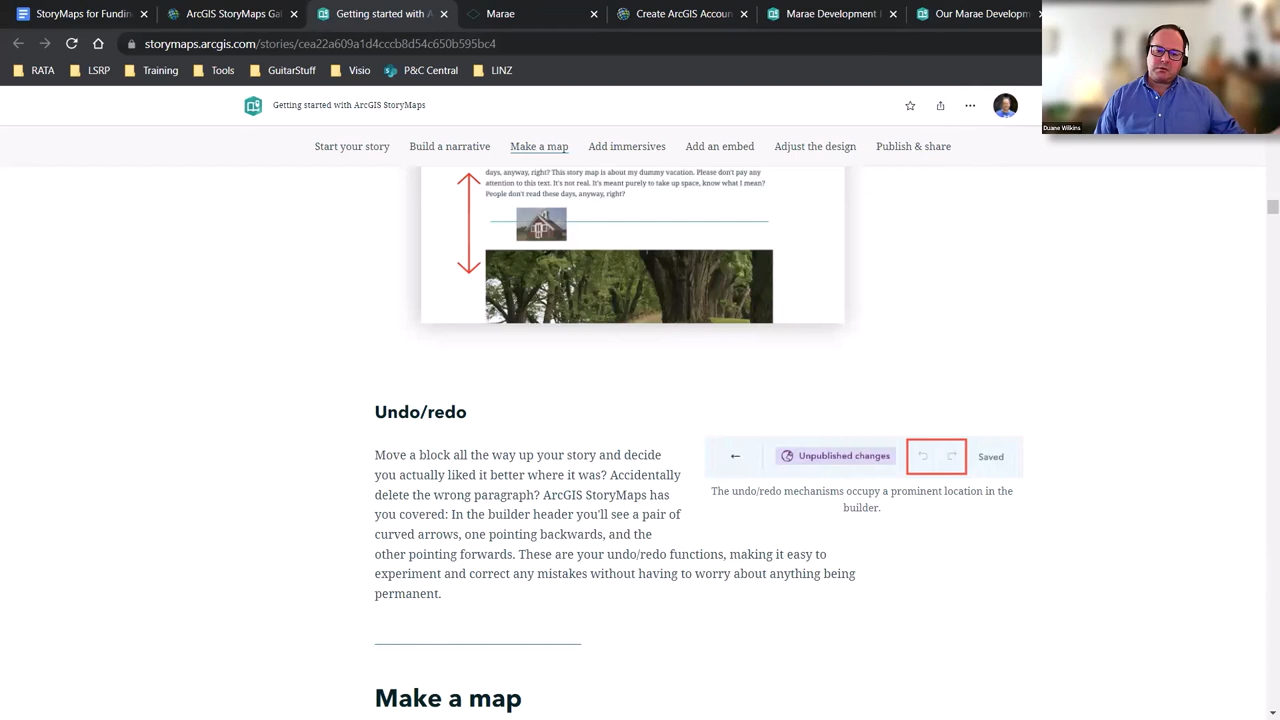 StoryMaps for Fundin
ArcGIS StoryMaps Gal
Getting started with A
Marae
Create ArcGIS Accoun
Marae Development
Our Marae Developm
storymaps.arcgis.com/stories/cea22a609a1d4cccb8d54c650b595bc4
RATA
LSRP
Training
Tools
GuitarStuff
Visio
P&C Central
LINZ
Duane Wilkins
Getting started with ArcGIS StoryMaps
Start your story
Build a narrative
Make a map
Add immersives
Add an embed
Adjust the design
Publish & share
days, anyway, right? This story map is about my dummy vacation. Please don't pay any
attention to this text. It's not real. It's meant purely to take up space, know what I mean?
People don't read these days, anyway, right?
Undo/redo
Move a block all the way up your story and decide
you actually liked it better where it was? Accidentally
delete the wrong paragraph? ArcGIS StoryMaps has
you covered: In the builder header you'll see a pair of
curved arrows, one pointing backwards, and the
other pointing forwards. These are your undo/redo functions, making it easy to
experiment and correct any mistakes without having to worry about anything being
permanent.
Unpublished changes
Saved
The undo/redo mechanisms occupy a prominent location in the
builder.
Make a map